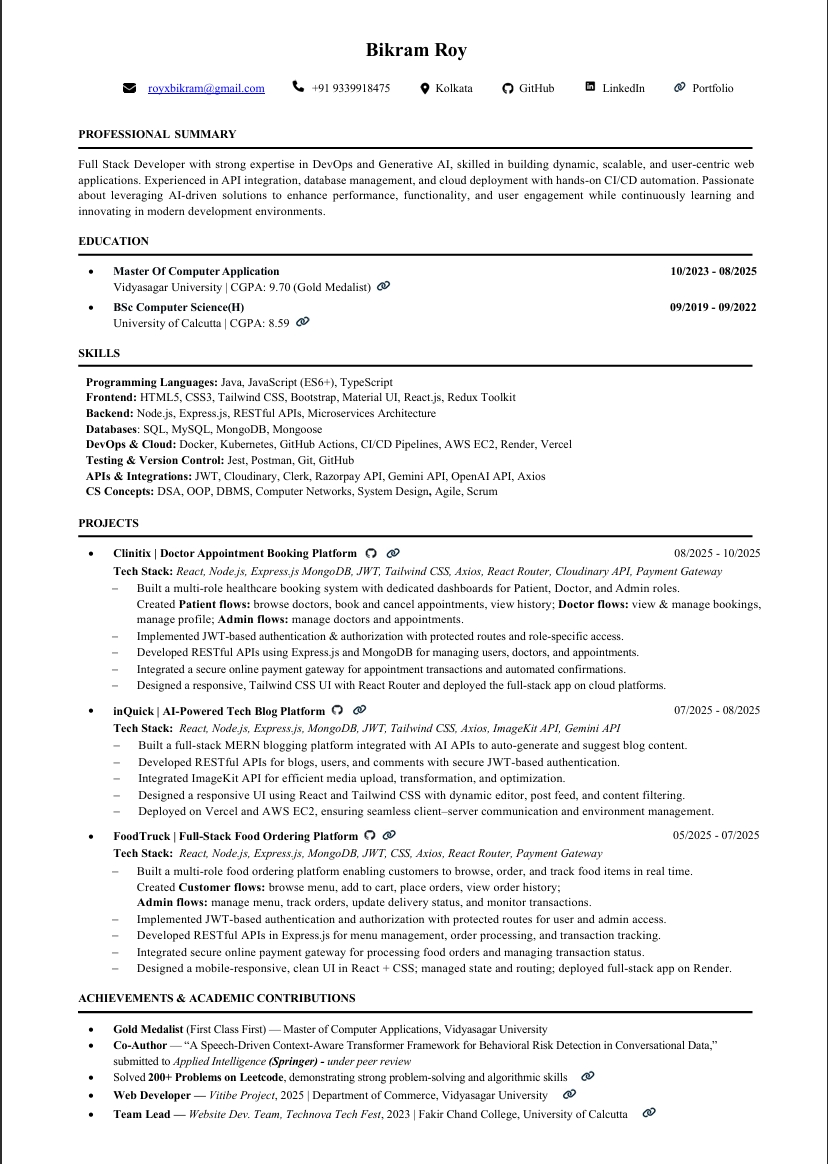 Bikram Roy
royxbikram@gmail.com +91 9339918475 Kolkata GitHub LinkedIn Portfolio
PROFESSIONAL SUMMARY
Full Stack Developer with strong expertise in DevOps and Generative AI, skilled in building dynamic, scalable, and user-centric web
applications. Experienced in API integration, database management, and cloud deployment with hands-on CI/CD automation. Passionate
about leveraging AI-driven solutions to enhance performance, functionality, and user engagement while continuously learning and
innovating in modern development environments.
EDUCATION
• Master Of Computer Application 10/2023 - 08/2025
Vidyasagar University | CGPA: 9.70 (Gold Medalist)
• BSc Computer Science(H) 09/2019 - 09/2022
University of Calcutta | CGPA: 8.59
SKILLS
Programming Languages: Java, JavaScript (ES6+), TypeScript
Frontend: HTML5, CSS3, Tailwind CSS, Bootstrap, Material UI, React.js, Redux Toolkit
Backend: Node.js, Express.js, RESTful APIs, Microservices Architecture
Databases: SQL, MySQL, MongoDB, Mongoose
DevOps & Cloud: Docker, Kubernetes, GitHub Actions, CI/CD Pipelines, AWS EC2, Render, Vercel
Testing & Version Control: Jest, Postman, Git, GitHub
APIs & Integrations: JWT, Cloudinary, Clerk, Razorpay API, Gemini API, OpenAI API, Axios
CS Concepts: DSA, OOP, DBMS, Computer Networks, System Design, Agile, Scrum
PROJECTS
• Clinitix | Doctor Appointment Booking Platform 08/2025 - 10/2025
Tech Stack: React, Node.js, Express.js MongoDB, JWT, Tailwind CSS, Axios, React Router, Cloudinary API, Payment Gateway
– Built a multi-role healthcare booking system with dedicated dashboards for Patient, Doctor, and Admin roles.
Created Patient flows: browse doctors, book and cancel appointments, view history; Doctor flows: view & manage bookings,
manage profile; Admin flows: manage doctors and appointments.
– Implemented JWT-based authentication & authorization with protected routes and role-specific access.
– Developed RESTful APIs using Express.js and MongoDB for managing users, doctors, and appointments.
– Integrated a secure online payment gateway for appointment transactions and automated confirmations.
– Designed a responsive, Tailwind CSS UI with React Router and deployed the full-stack app on cloud platforms.
• inQuick | AI-Powered Tech Blog Platform 07/2025 - 08/2025
Tech Stack: React, Node.js, Express.js, MongoDB, JWT, Tailwind CSS, Axios, ImageKit API, Gemini API
– Built a full-stack MERN blogging platform integrated with AI APIs to auto-generate and suggest blog content.
– Developed RESTful APIs for blogs, users, and comments with secure JWT-based authentication.
– Integrated ImageKit API for efficient media upload, transformation, and optimization.
– Designed a responsive UI using React and Tailwind CSS with dynamic editor, post feed, and content filtering.
– Deployed on Vercel and AWS EC2, ensuring seamless client–server communication and environment management.
• FoodTruck | Full-Stack Food Ordering Platform 05/2025 - 07/2025
Tech Stack: React, Node.js, Express.js, MongoDB, JWT, CSS, Axios, React Router, Payment Gateway
– Built a multi-role food ordering platform enabling customers to browse, order, and track food items in real time.
Created Customer flows: browse menu, add to cart, place orders, view order history;
Admin flows: manage menu, track orders, update delivery status, and monitor transactions.
– Implemented JWT-based authentication and authorization with protected routes for user and admin access.
– Developed RESTful APIs in Express.js for menu management, order processing, and transaction tracking.
– Integrated secure online payment gateway for processing food orders and managing transaction status.
– Designed a mobile-responsive, clean UI in React + CSS; managed state and routing; deployed full-stack app on Render.
ACHIEVEMENTS & ACADEMIC CONTRIBUTIONS
• Gold Medalist (First Class First) — Master of Computer Applications, Vidyasagar University
• Co-Author — “A Speech-Driven Context-Aware Transformer Framework for Behavioral Risk Detection in Conversational Data,”
submitted to Applied Intelligence (Springer) - under peer review
• Solved 200+ Problems on Leetcode, demonstrating strong problem-solving and algorithmic skills
• Web Developer — Vitibe Project, 2025 | Department of Commerce, Vidyasagar University
• Team Lead — Website Dev. Team, Technova Tech Fest, 2023 | Fakir Chand College, University of Calcutta